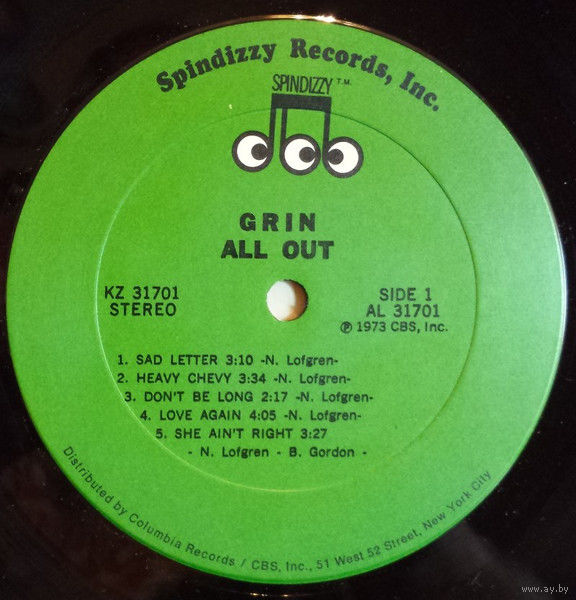 Spindizzy Records, Inc.
SPINDIZZY T.M.
GRIN
ALL OUT
KZ 31701
STEREO
SIDE 1
AL 31701
℗ 1973 CBS, Inc.
1. SAD LETTER 3:10 -N. Lofgren-
2. HEAVY CHEVY 3:34 -N. Lofgren-
3. DON'T BE LONG 2:17 -N. Lofgren-
4. LOVE AGAIN 4:05 -N. Lofgren-
5. SHE AIN'T RIGHT 3:27
- N. Lofgren - B. Gordon -
Distributed by Columbia Records / CBS, Inc., 51 West 52 Street, New York City
www.ay.by